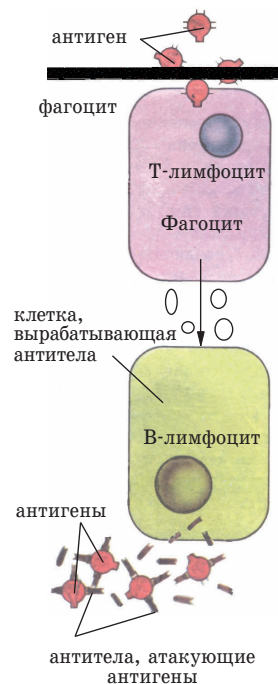 антиген
фагоцит
Т-лимфоцит
Фагоцит
клетка,
вырабатывающая
антитела
В-лимфоцит
антигены
антитела, атакующие
антигены